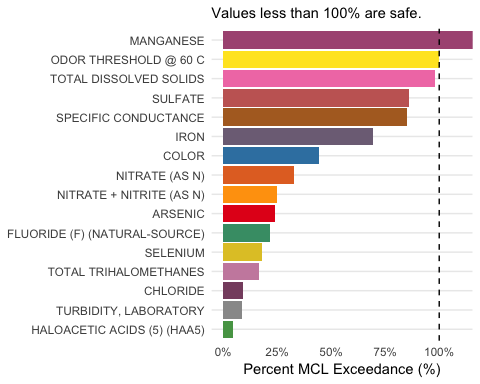 Values less than 100% are safe.
MANGANESE
ODOR THRESHOLD @ 60 C
TOTAL DISSOLVED SOLIDS
SULFATE
SPECIFIC CONDUCTANCE
IRON
COLOR
NITRATE (AS N)
NITRATE + NITRITE (AS N)
ARSENIC
FLUORIDE (F) (NATURAL-SOURCE)
SELENIUM
TOTAL TRIHALOMETHANES
CHLORIDE
TURBIDITY, LABORATORY
HALOACETIC ACIDS (5) (HAA5)
0% 25% 50% 75% 100%
Percent MCL Exceedance (%)